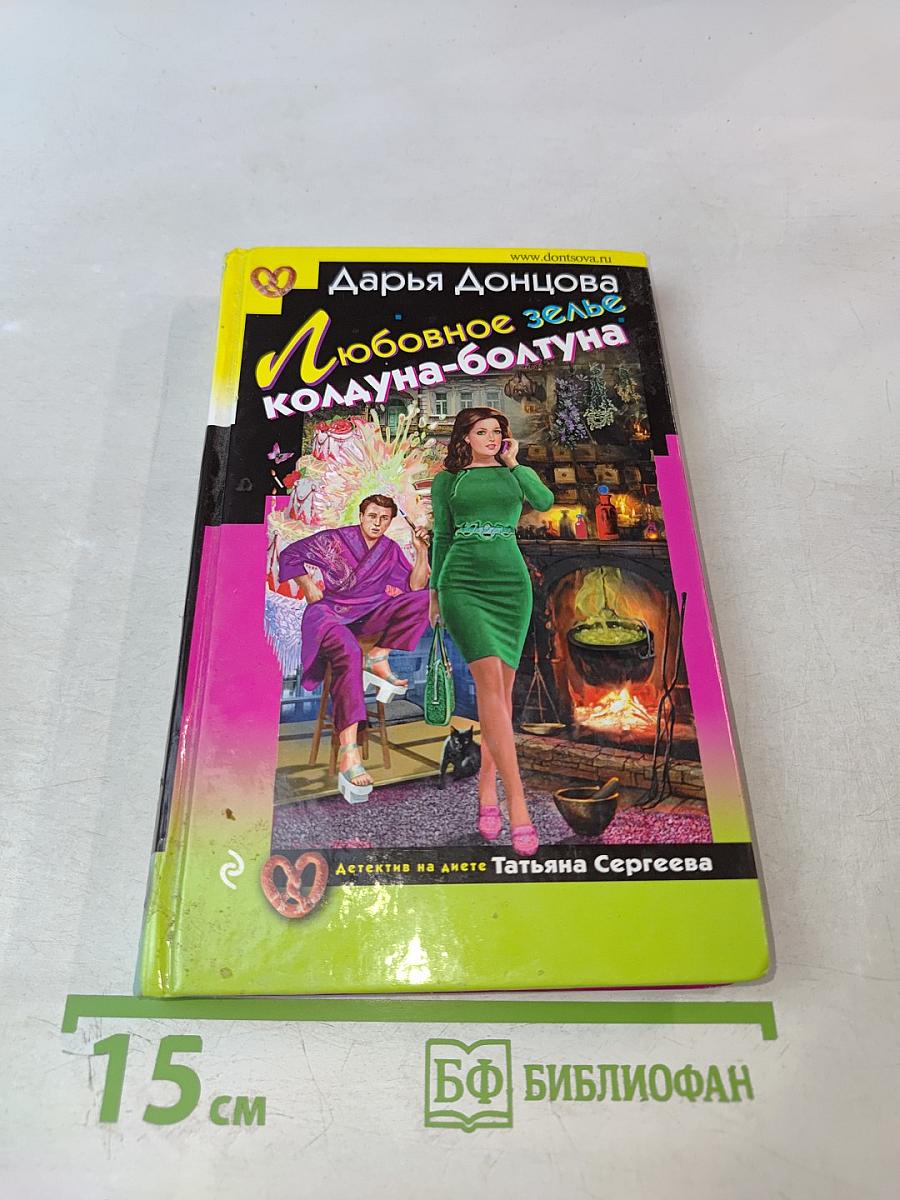 www.dontsova.ru
Дарья Донцова
Любовное зелье
колдуна-болтуна
Детектив на диете Татьяна Сергеева
15 см
БФ БИБЛИОФАН